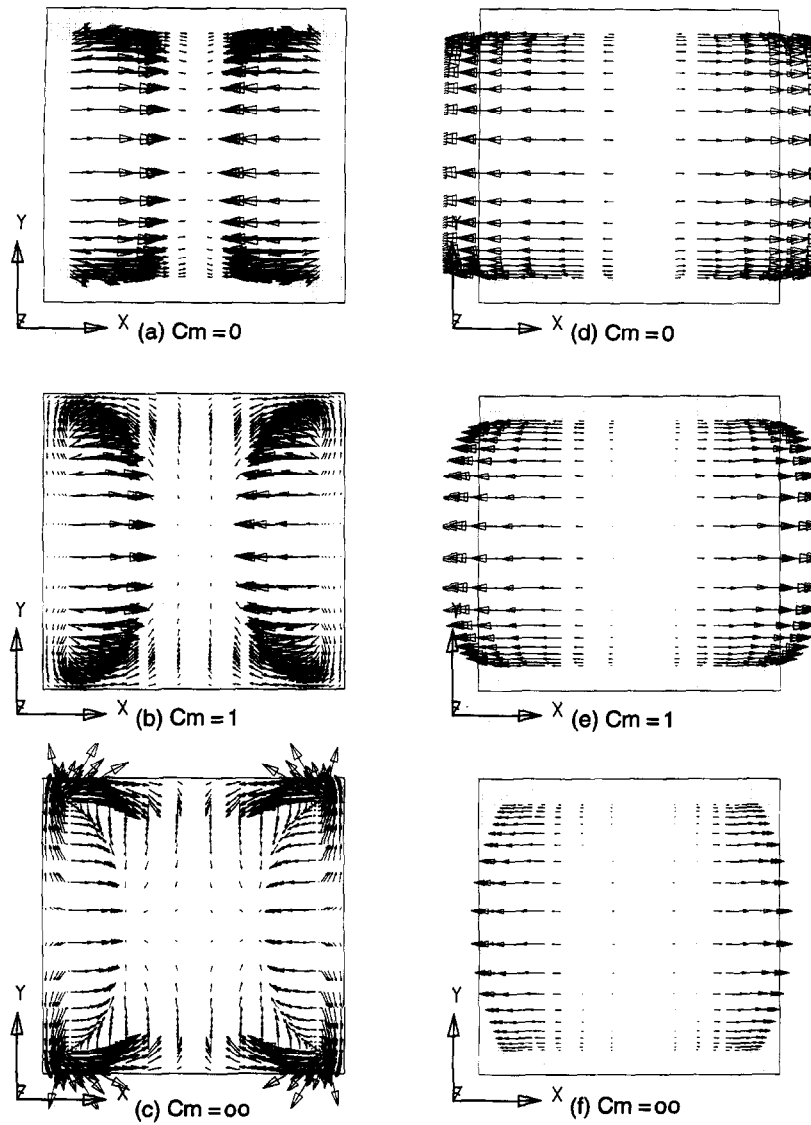 Y
Y
Z
X
Z
X
(a) Cm = 0
(d) Cm = 0
Y
Y
Z
X
Z
X
(b) Cm = 1
(e) Cm = 1
Y
Y
Z
X
Z
X
(c) Cm = oo
(f) Cm = oo